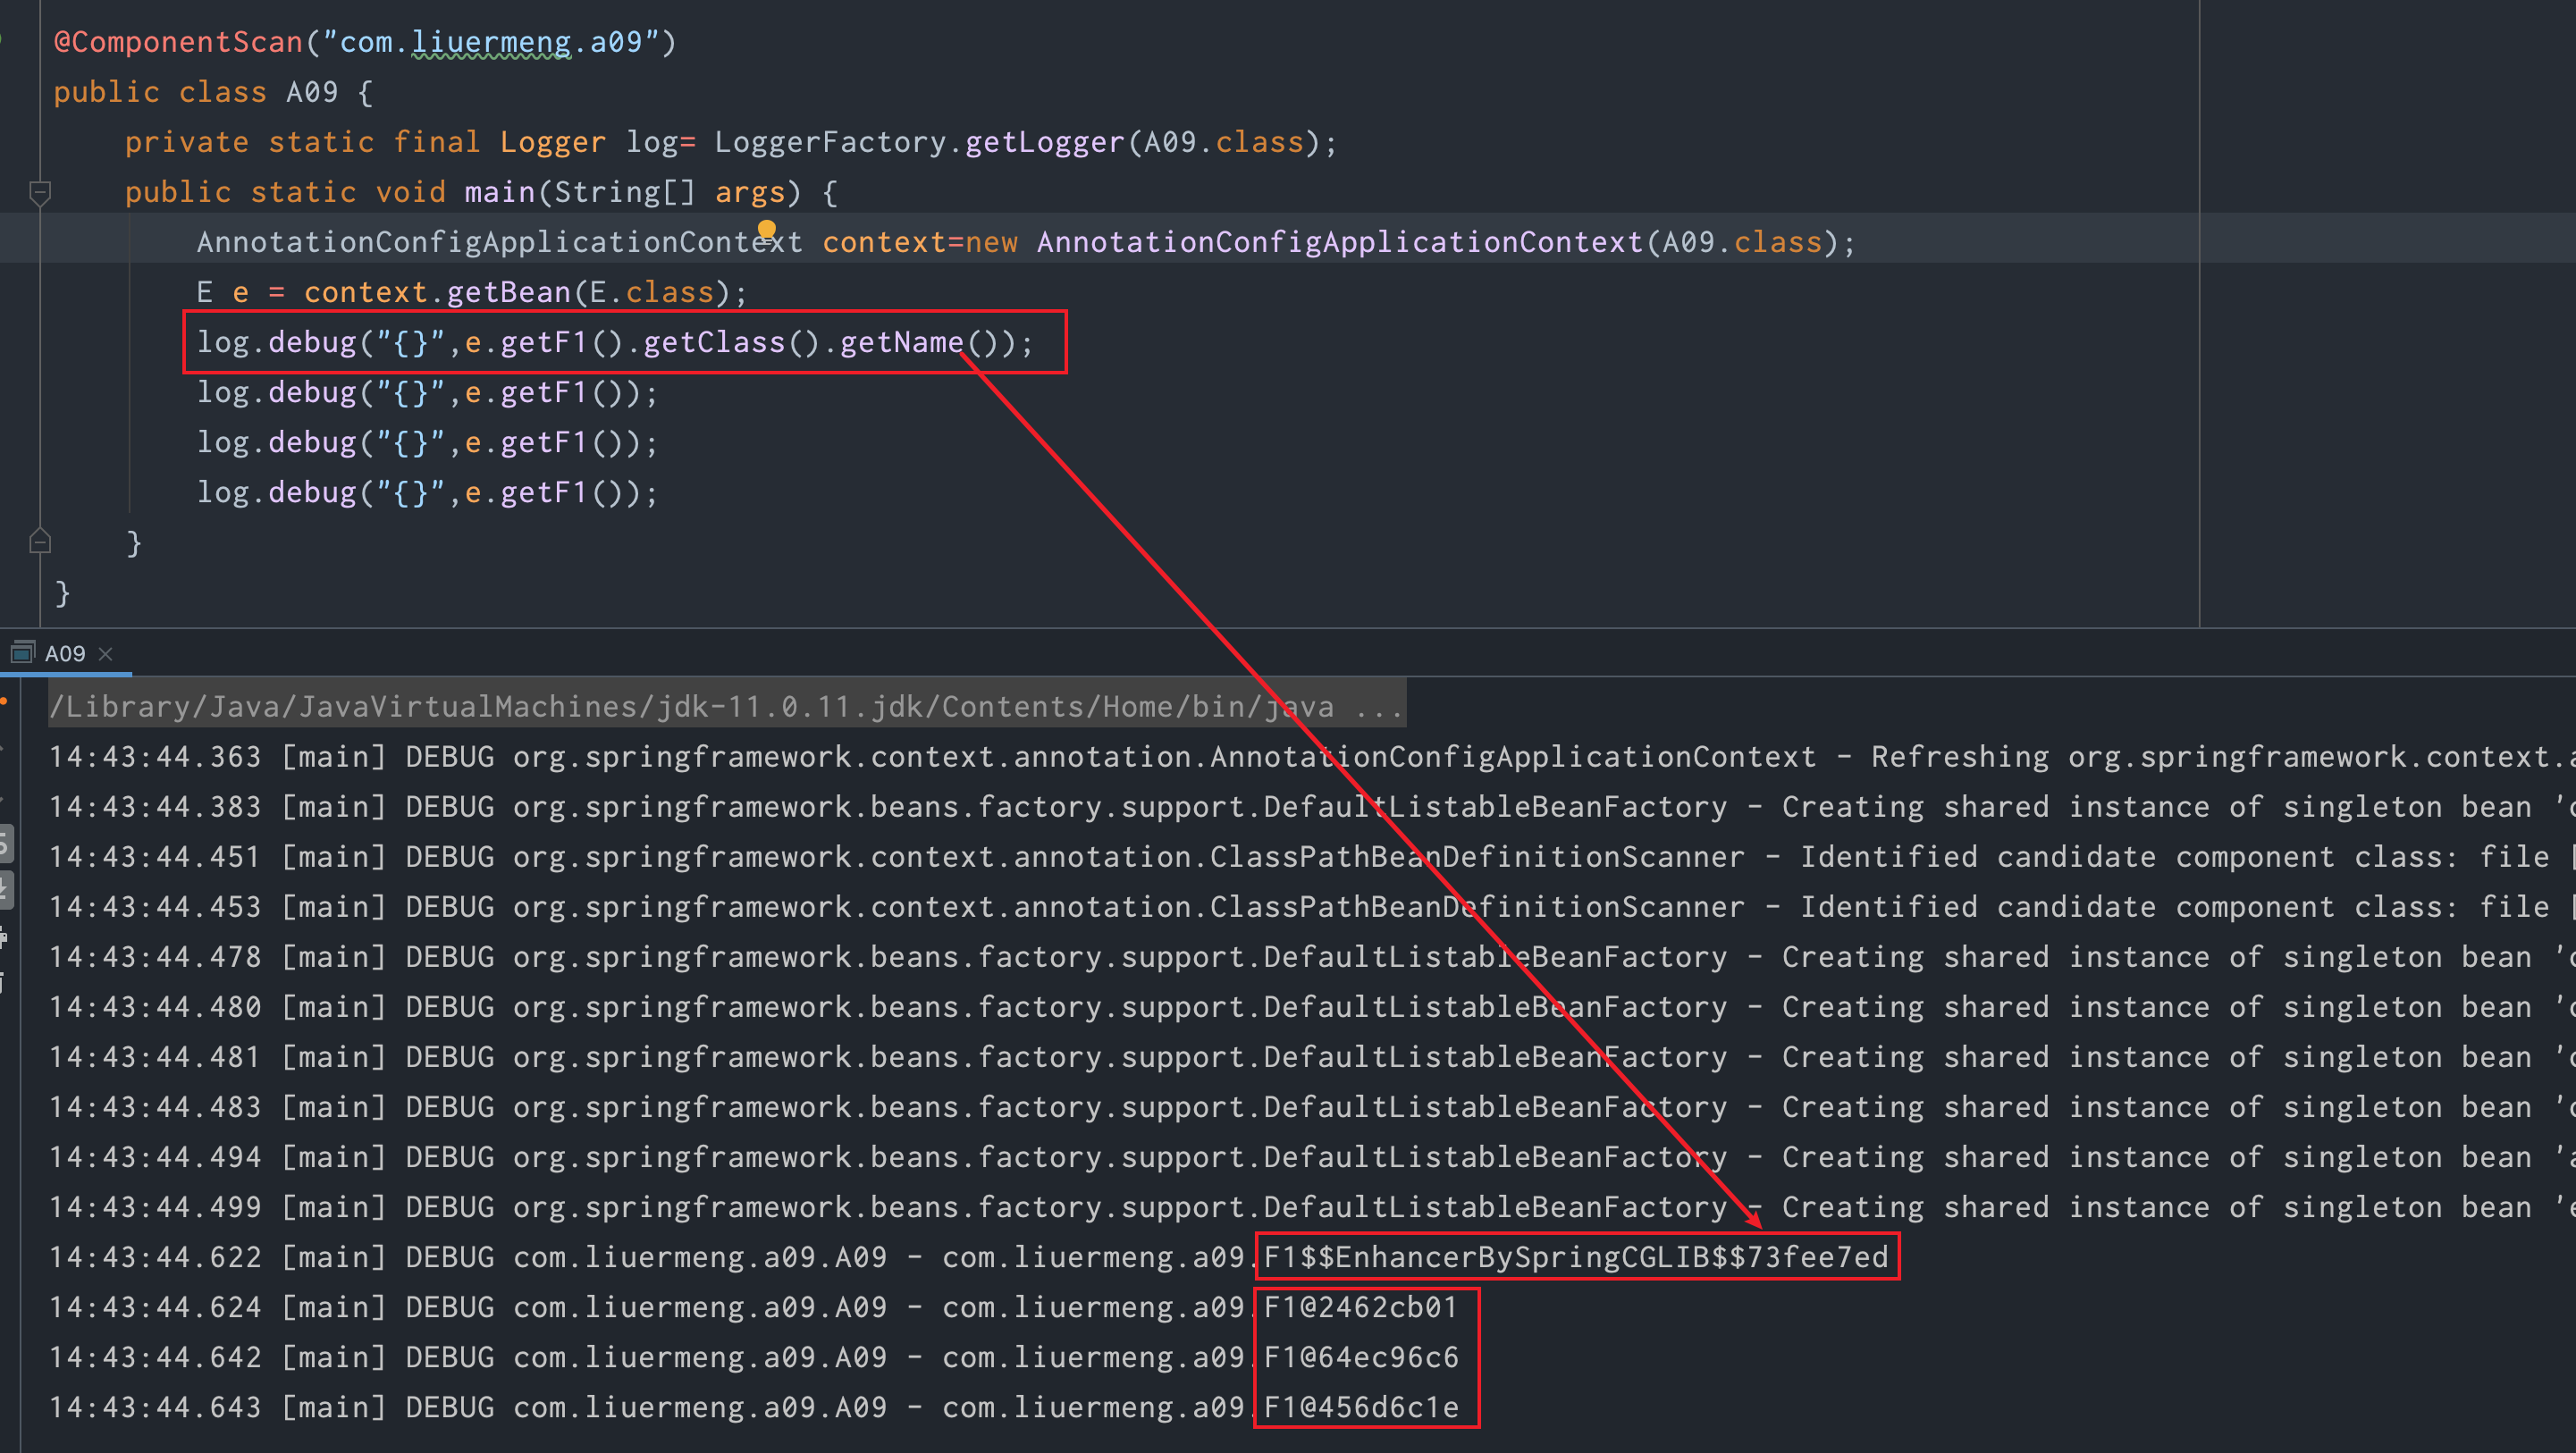 @ComponentScan("com.liuermeng.a09")
public class A09 {
private static final Logger log= LoggerFactory.getLogger(A09.class);
public static void main(String[] args) {
AnnotationConfigApplicationContext context=new AnnotationConfigApplicationContext(A09.class);
E e = context.getBean(E.class);
log.debug("{}",e.getF1().getClass().getName());
log.debug("{}",e.getF1());
log.debug("{}",e.getF1());
log.debug("{}",e.getF1());
}
}
A09
/Library/Java/JavaVirtualMachines/jdk-11.0.11.jdk/Contents/Home/bin/java ...
14:43:44.363 [main] DEBUG org.springframework.context.annotation.AnnotationConfigApplicationContext - Refreshing org.springframework.context.
14:43:44.383 [main] DEBUG org.springframework.beans.factory.support.DefaultListableBeanFactory - Creating shared instance of singleton bean '
14:43:44.451 [main] DEBUG org.springframework.context.annotation.ClassPathBeanDefinitionScanner - Identified candidate component class: file [
14:43:44.453 [main] DEBUG org.springframework.context.annotation.ClassPathBeanDefinitionScanner - Identified candidate component class: file [
14:43:44.478 [main] DEBUG org.springframework.beans.factory.support.DefaultListableBeanFactory - Creating shared instance of singleton bean '
14:43:44.480 [main] DEBUG org.springframework.beans.factory.support.DefaultListableBeanFactory - Creating shared instance of singleton bean '
14:43:44.481 [main] DEBUG org.springframework.beans.factory.support.DefaultListableBeanFactory - Creating shared instance of singleton bean '
14:43:44.483 [main] DEBUG org.springframework.beans.factory.support.DefaultListableBeanFactory - Creating shared instance of singleton bean '
14:43:44.494 [main] DEBUG org.springframework.beans.factory.support.DefaultListableBeanFactory - Creating shared instance of singleton bean '
14:43:44.499 [main] DEBUG org.springframework.beans.factory.support.DefaultListableBeanFactory - Creating shared instance of singleton bean '
14:43:44.622 [main] DEBUG com.liuermeng.a09.A09 - com.liuermeng.a09.F1$$EnhancerBySpringCGLIB$$73fee7ed
14:43:44.624 [main] DEBUG com.liuermeng.a09.A09 - com.liuermeng.a09.F1@2462cb01
14:43:44.642 [main] DEBUG com.liuermeng.a09.A09 - com.liuermeng.a09.F1@64ec96c6
14:43:44.643 [main] DEBUG com.liuermeng.a09.A09 - com.liuermeng.a09.F1@456d6c1e